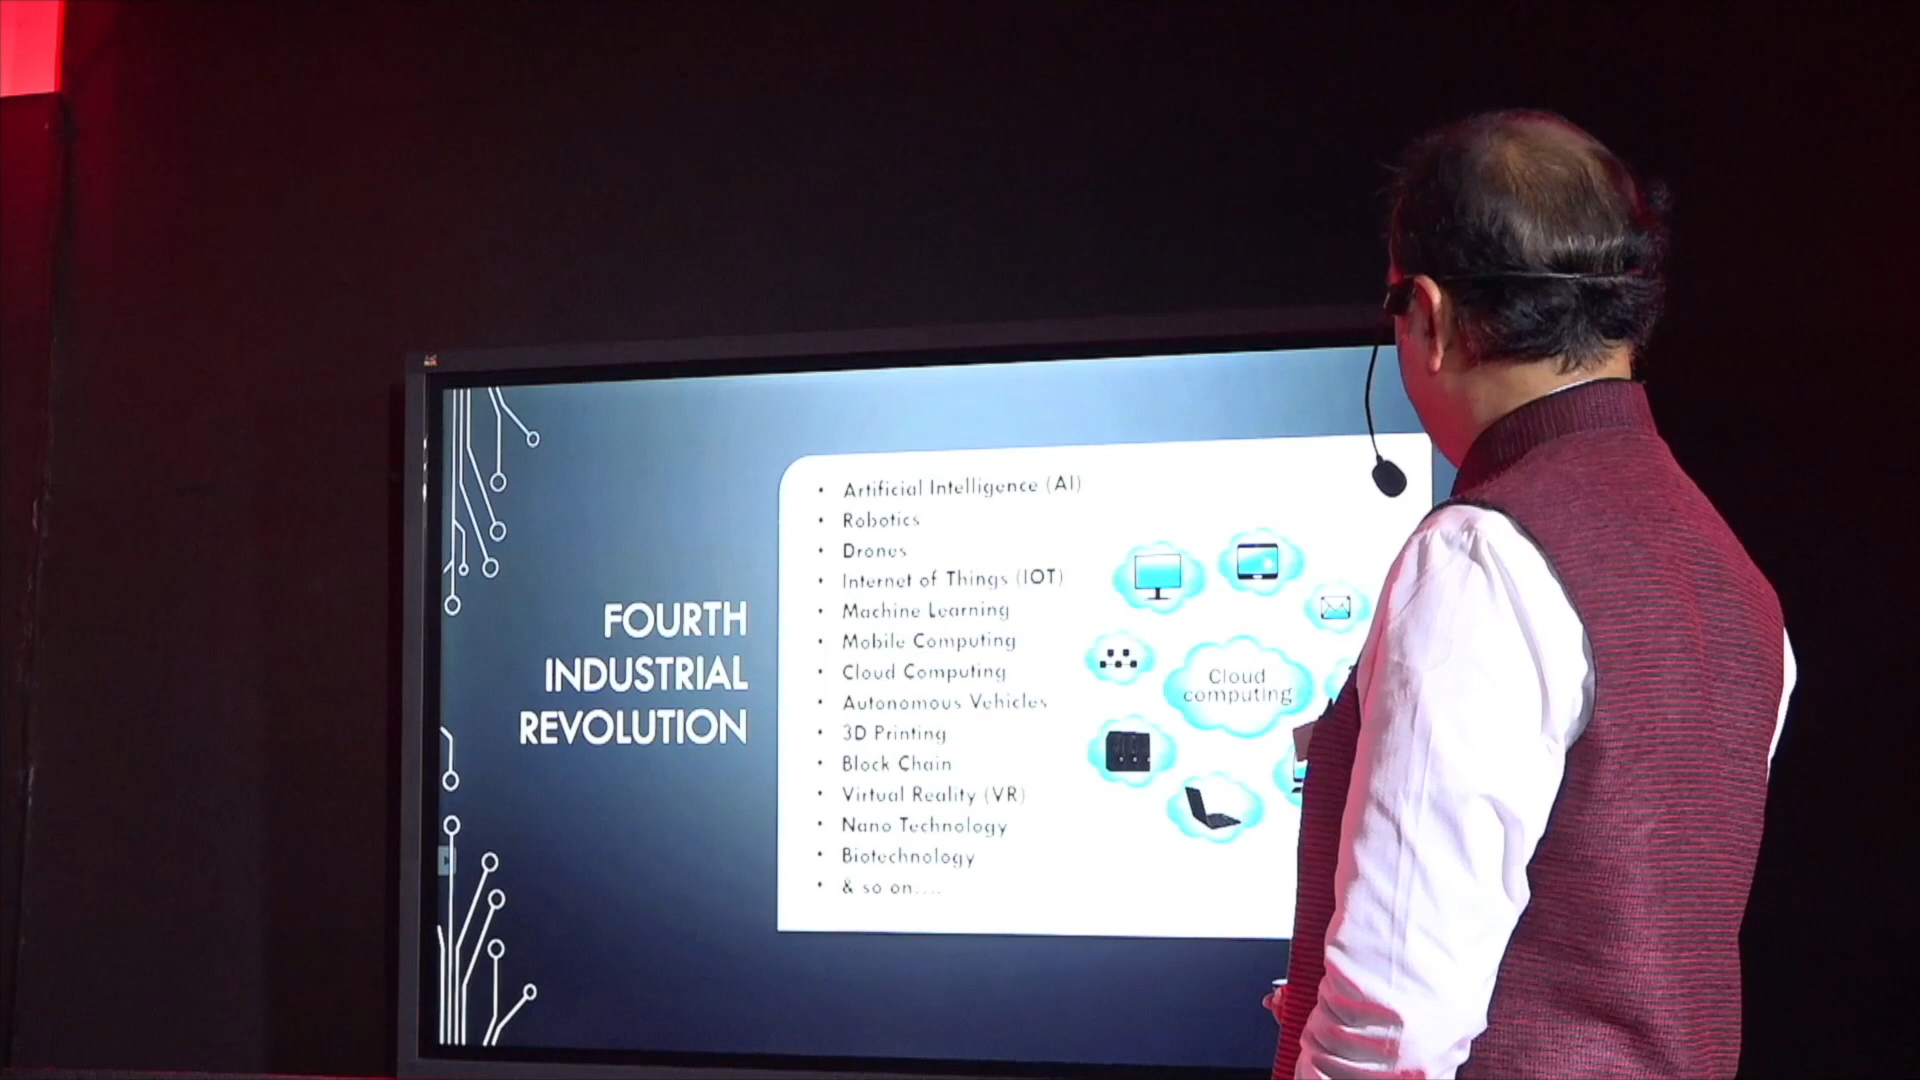 FOURTH
INDUSTRIAL
REVOLUTION
• Artificial Intelligence (AI)
• Robotics
• Drones
• Internet of Things (IOT)
• Machine Learning
• Mobile Computing
• Cloud Computing
• Autonomous Vehicles
• 3D Printing
• Block Chain
• Virtual Reality (VR)
• Nano Technology
• Biotechnology
• & so on....
Cloud
computing